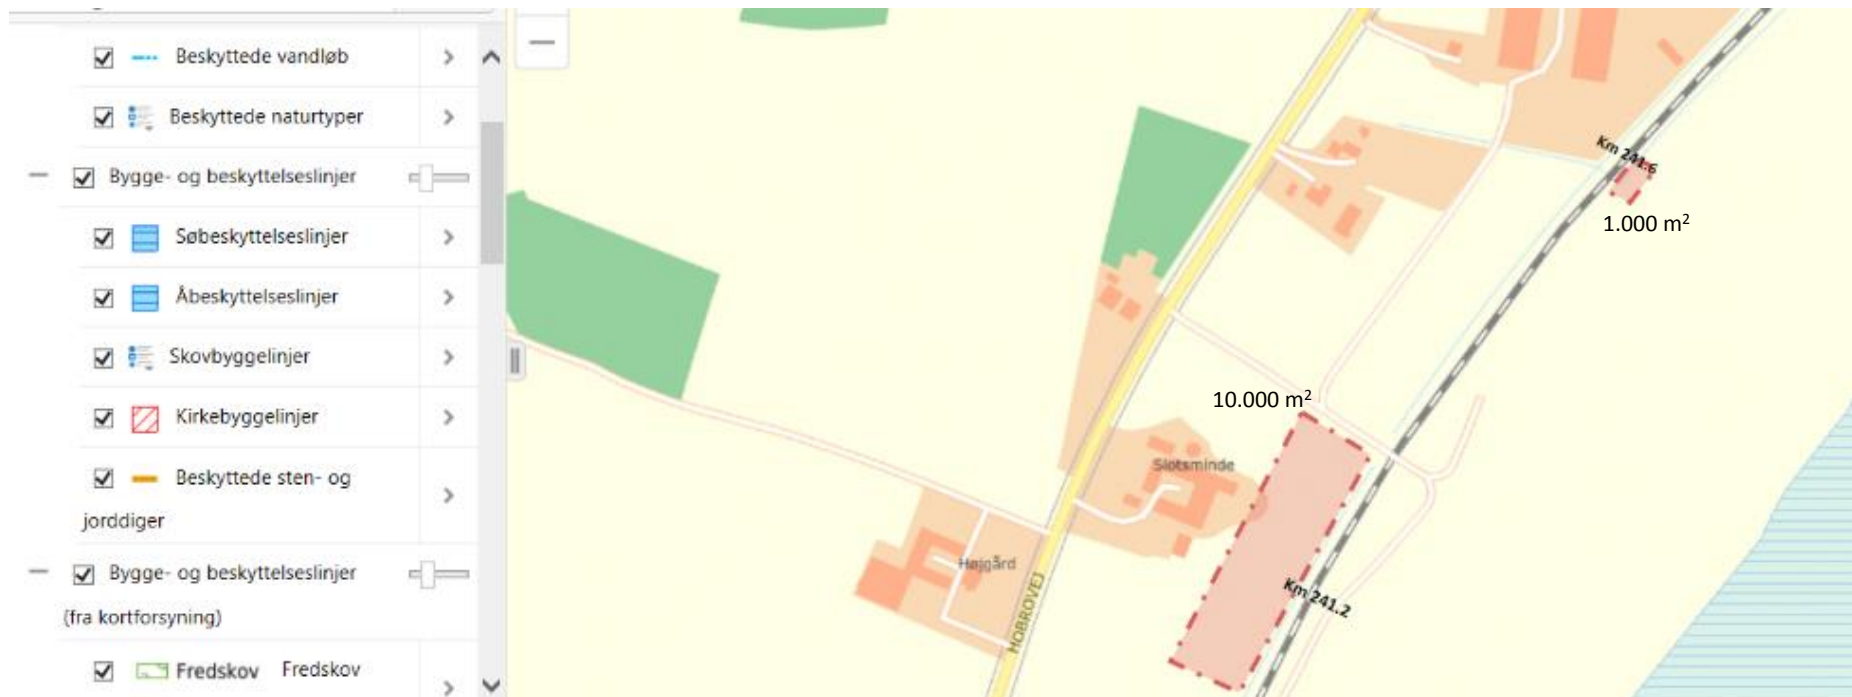 Beskyttede vandløb
Beskyttede naturtyper
Bygge- og beskyttelseslinjer
Søbeskyttelseslinjer
Åbeskyttelseslinjer
Skovbyggelinjer
Kirkebyggelinjer
Beskyttede sten- og
jorddiger
Bygge- og beskyttelseslinjer
(fra kortforsyning)
Fredskov Fredskov
Km 241.6
1.000 m²
10.000 m²
Slotsminde
Højgård
Km 241.2
HOBROVEJ